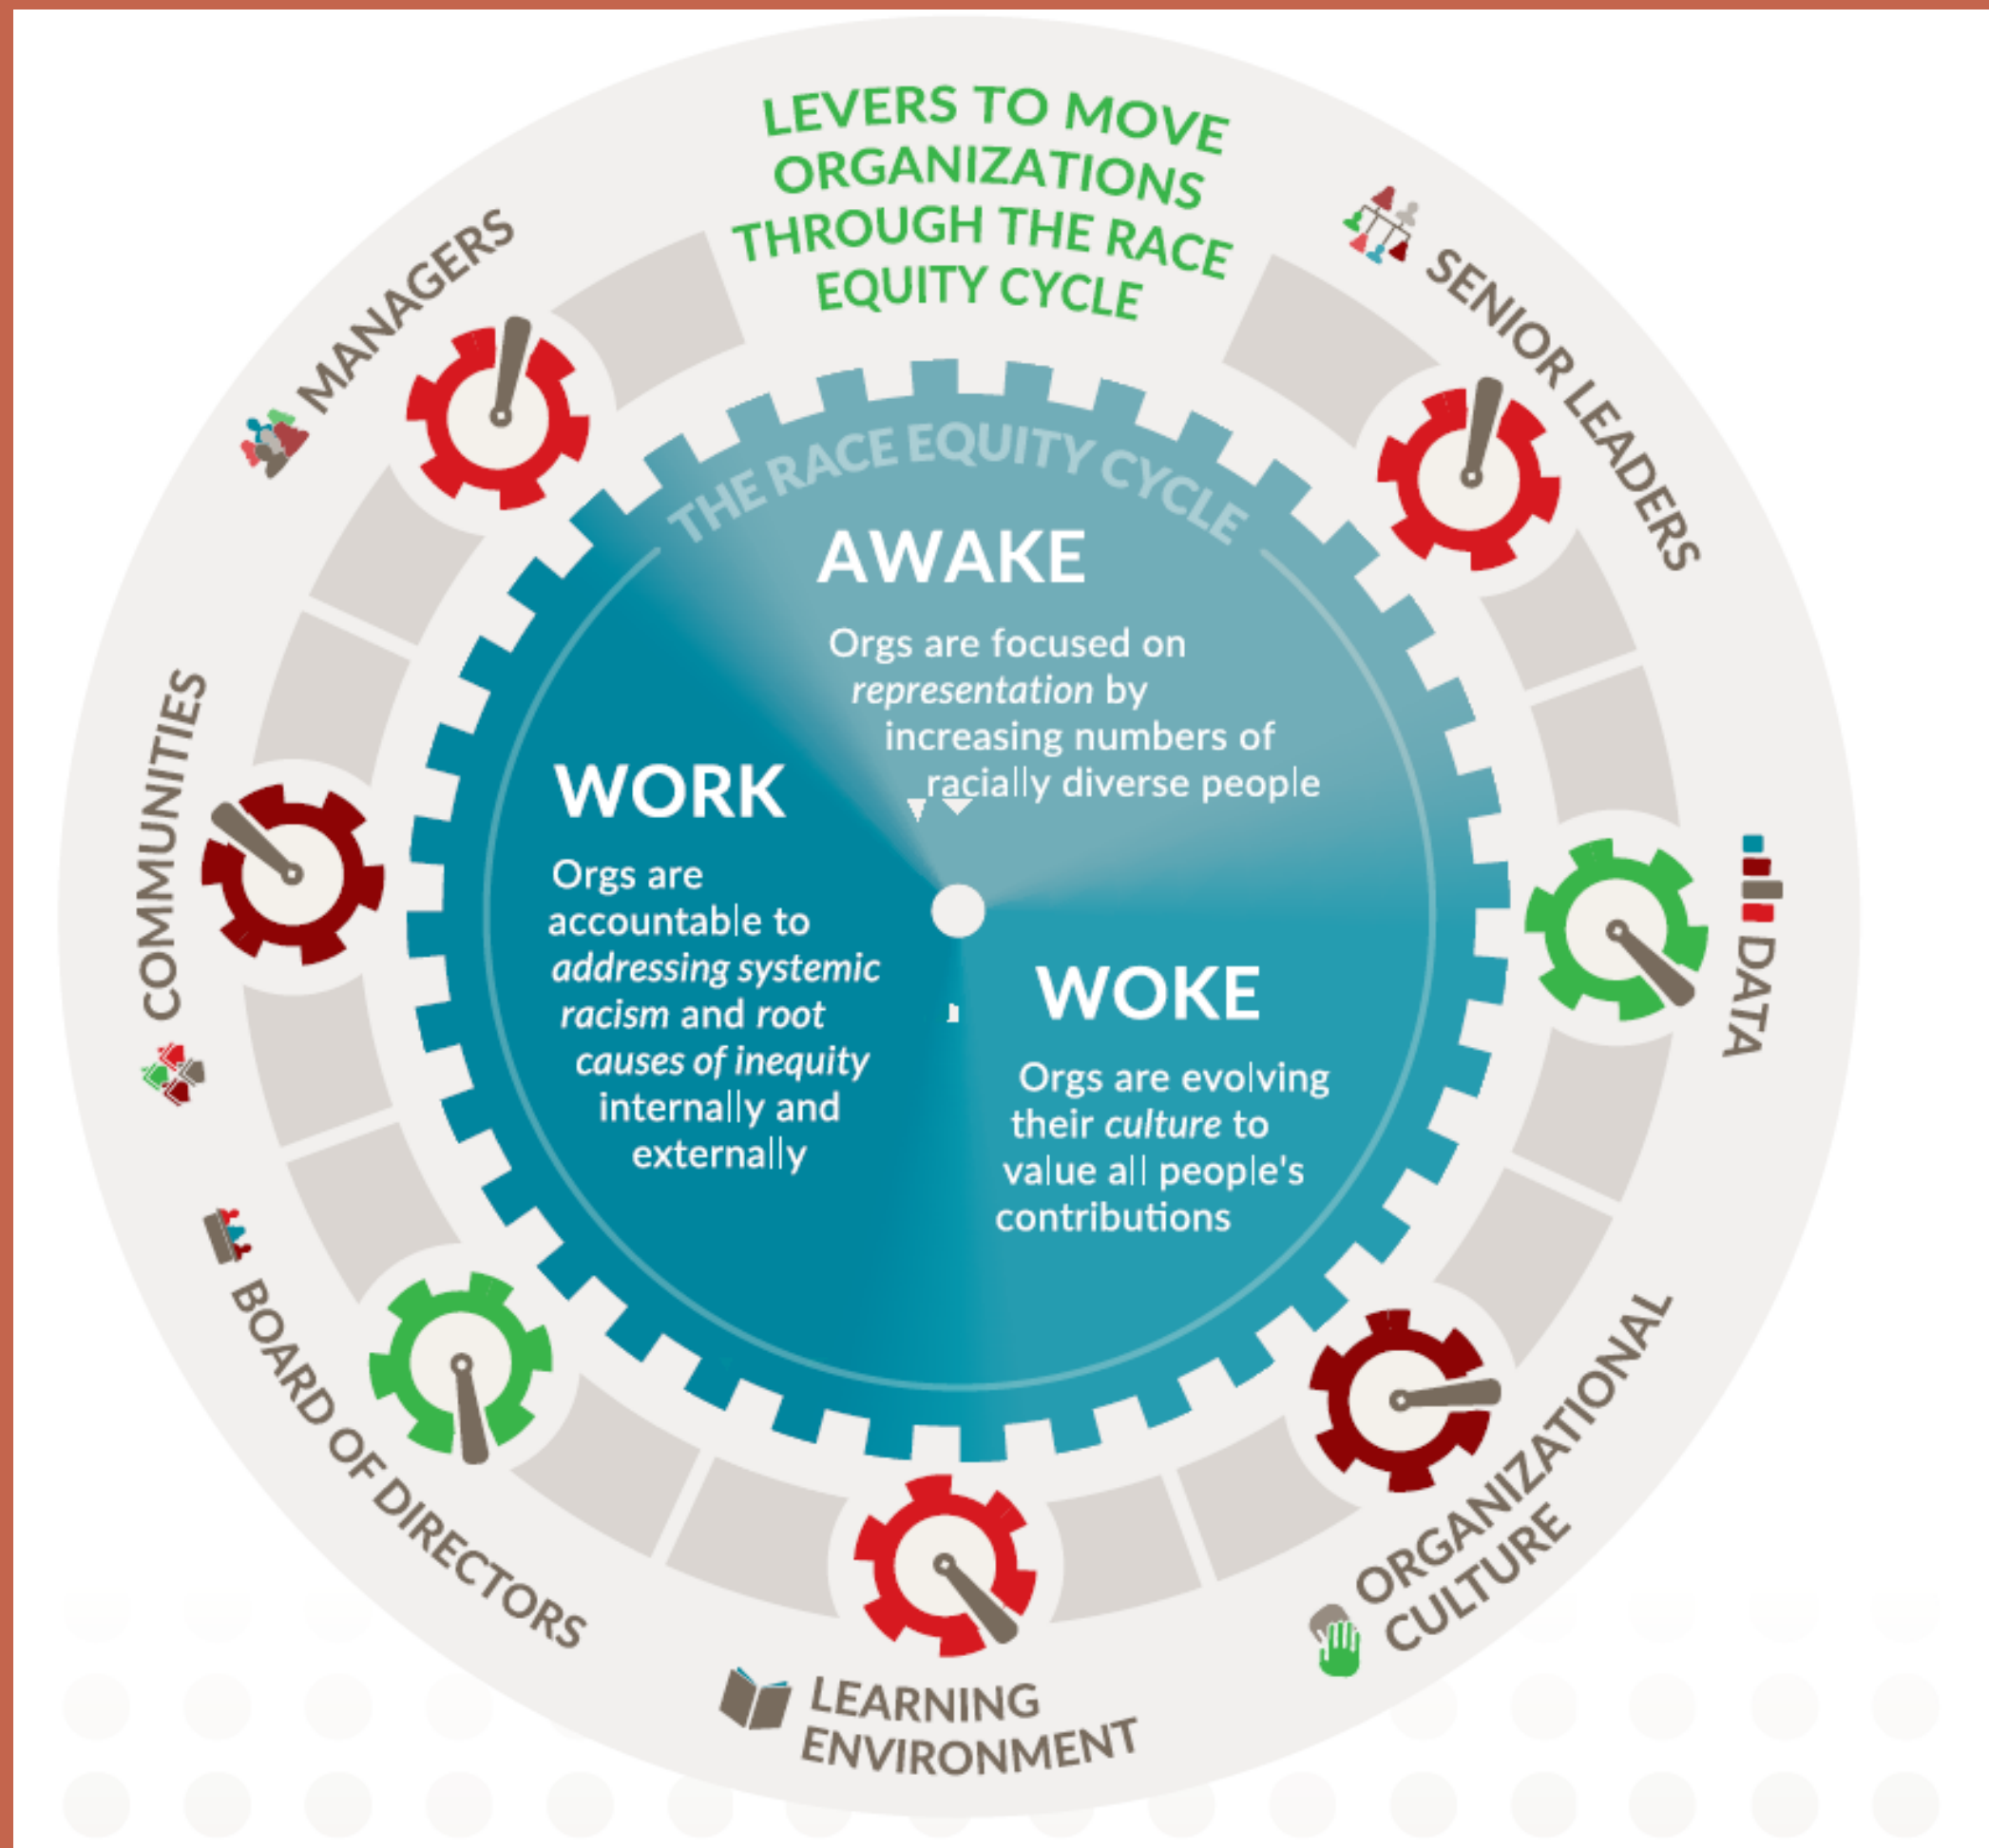 LEVERS TO MOVE
ORGANIZATIONS
THROUGH THE RACE
EQUITY CYCLE
SENIOR LEADERS
DATA
ORGANIZATIONAL
CULTURE
LEARNING
ENVIRONMENT
BOARD OF DIRECTORS
COMMUNITIES
MANAGERS
THE RACE EQUITY CYCLE
AWAKE
Orgs are focused on
representation by
increasing numbers of
racially diverse people
WOKE
Orgs are evolving
their culture to
value all people's
contributions
WORK
Orgs are
accountable to
addressing systemic
racism and root
causes of inequity
internally and
externally